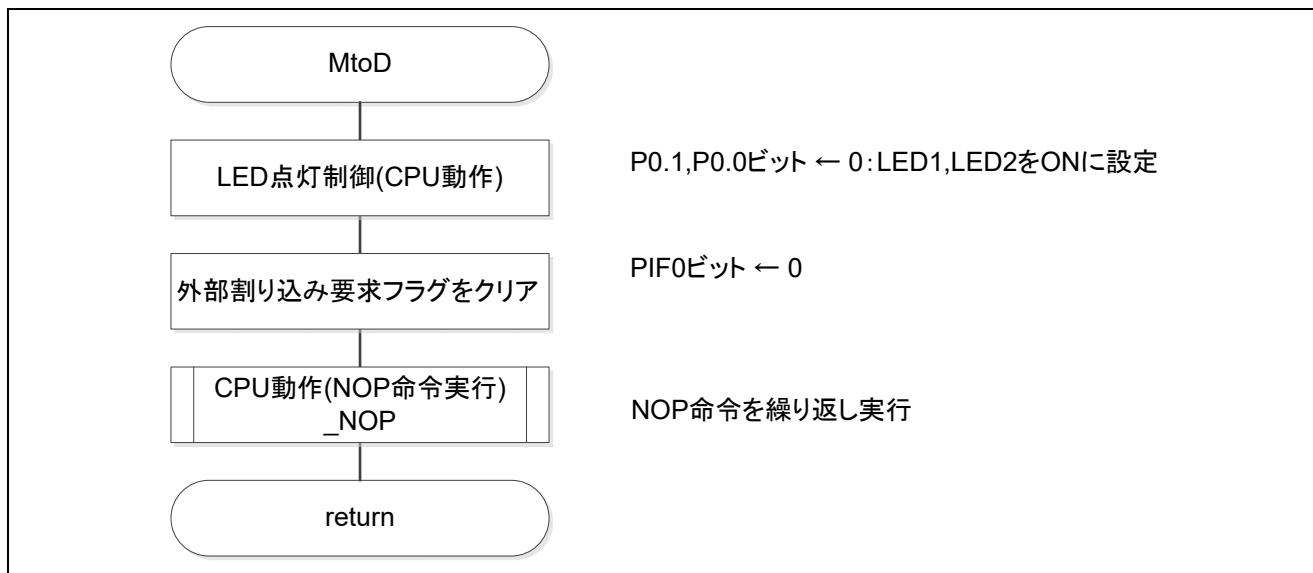 MtoD
LED点灯制御(CPU動作)
P0.1,P0.0ビット ← 0：LED1,LED2をONに設定
外部割り込み要求フラグをクリア
PIF0ビット ← 0
CPU動作(NOP命令実行)
_NOP
NOP命令を繰り返し実行
return